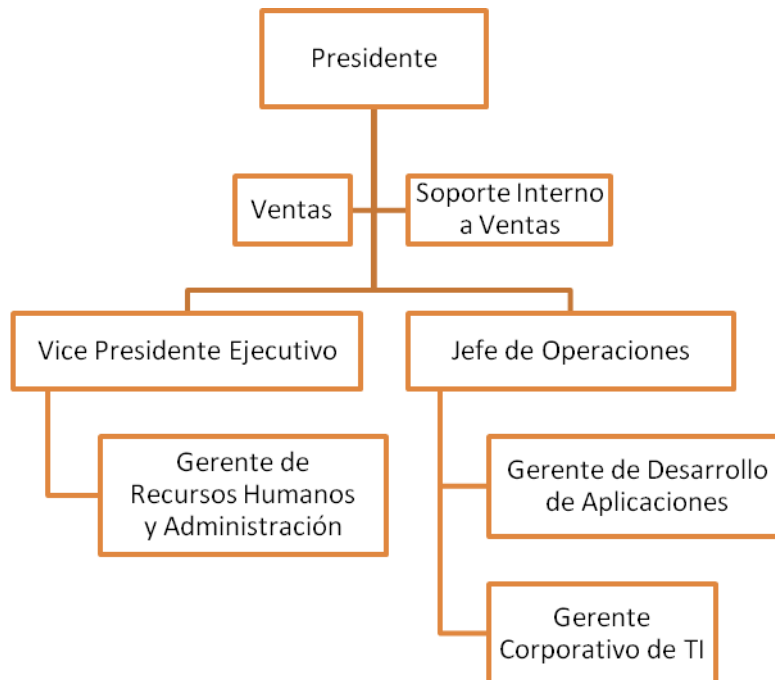 Presidente
Ventas
Soporte Interno
a Ventas
Vice Presidente Ejecutivo
Jefe de Operaciones
Gerente de
Recursos Humanos
y Administración
Gerente de Desarrollo
de Aplicaciones
Gerente
Corporativo de TI